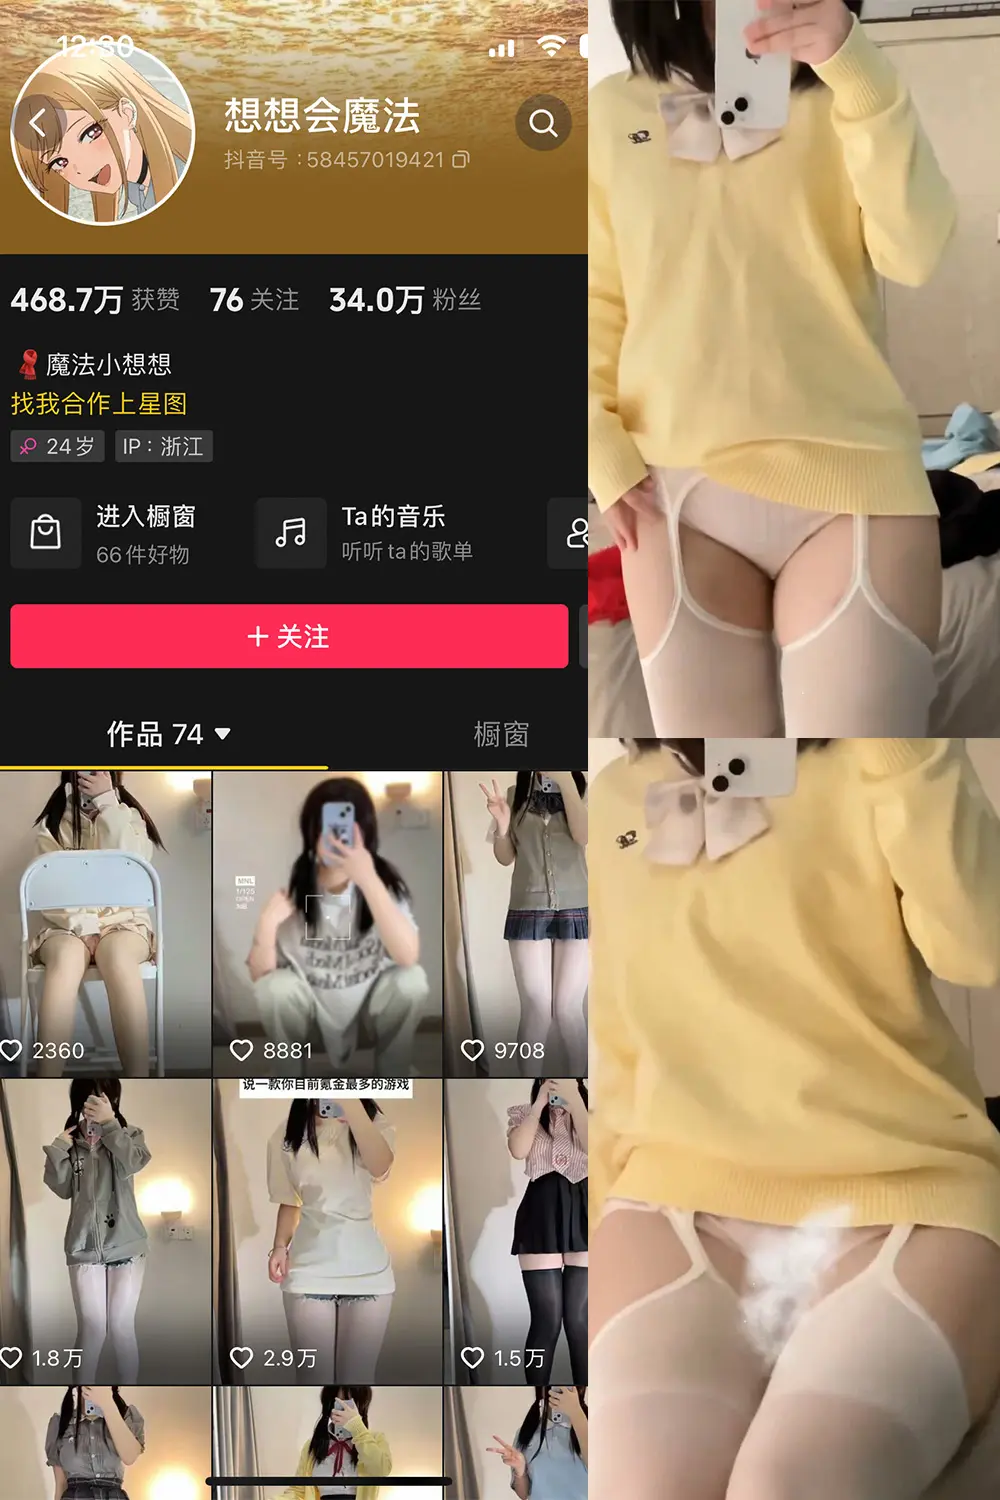 12:30
想想会魔法
抖音号：58457019421
468.7万 获赞 76 关注 34.0万 粉丝
魔法小想想
找我合作上星图
24岁 IP：浙江
进入橱窗
66件好物
Ta的音乐
听听ta的歌单
+ 关注
作品 74
橱窗
2360
MNL
1/125
8881
9708
说一款你目前氪金最多的游戏
1.8万
2.9万
1.5万